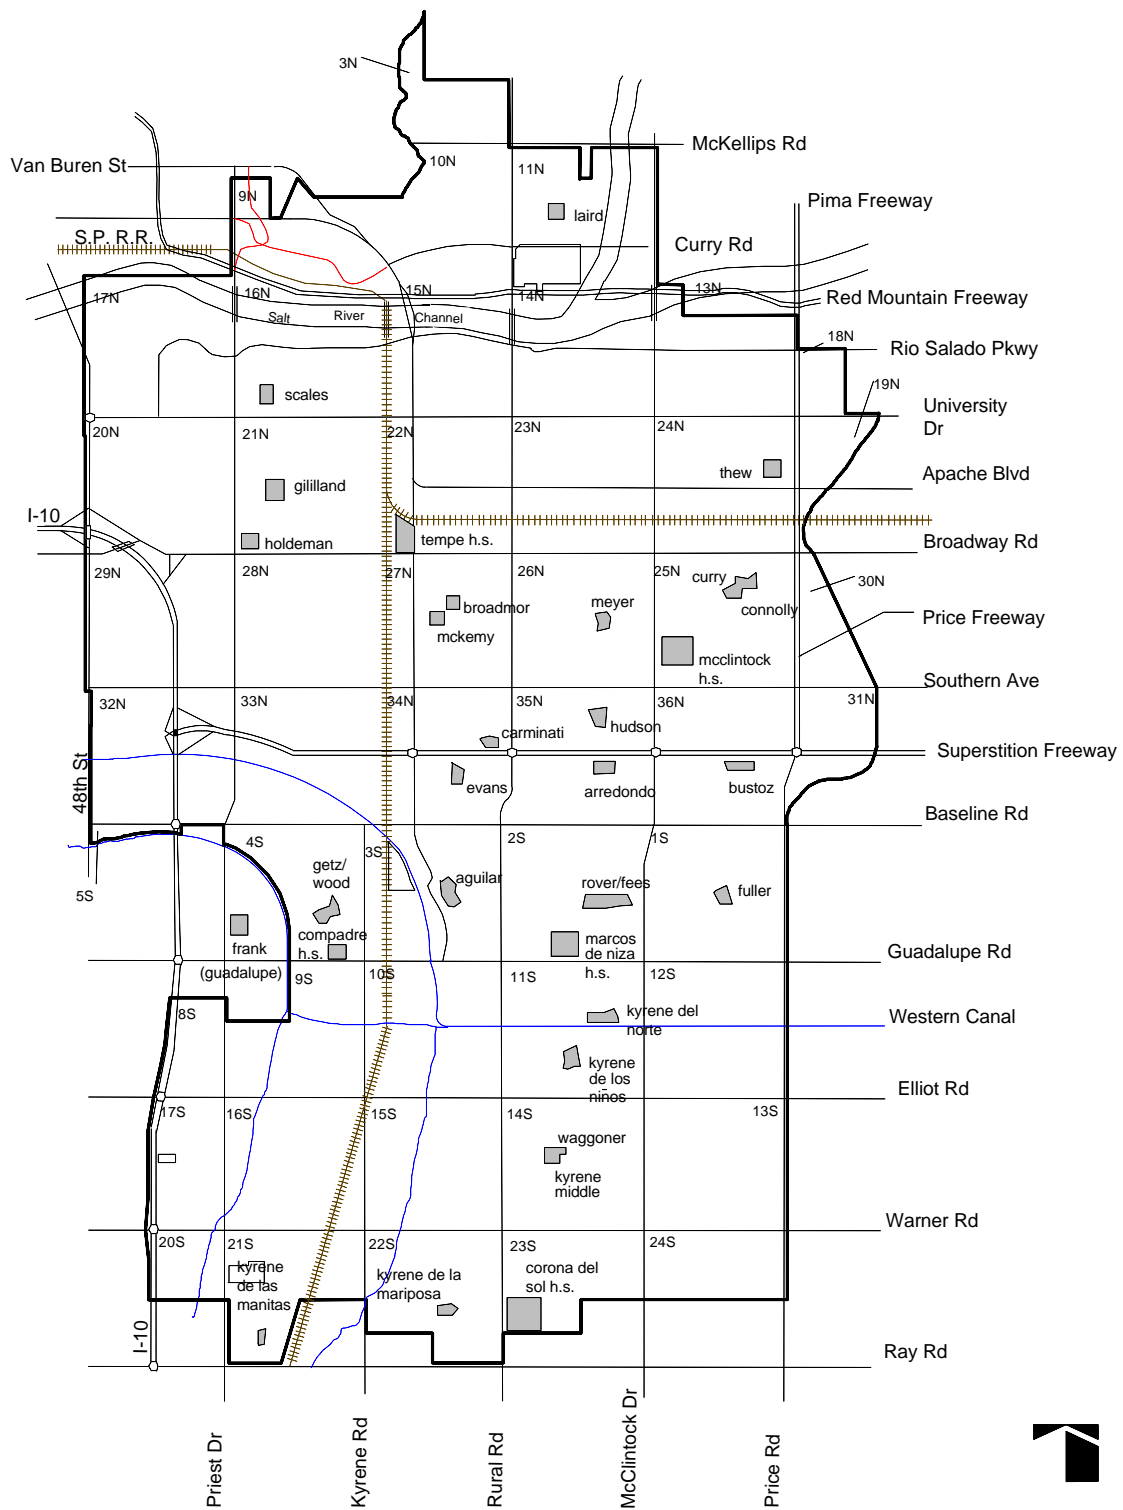 3N
McKellips Rd
10N
11N
Van Buren St
9N
Pima Freeway
laird
S.P. R.R.
Curry Rd
17N
16N
15N
14N
13N
Red Mountain Freeway
Salt
River
Channel
18N
Rio Salado Pkwy
19N
scales
University
Dr
20N
21N
22N
23N
24N
thew
Apache Blvd
gililland
I-10
holdeman
tempe h.s.
Broadway Rd
29N
28N
27N
26N
25N
curry
30N
broadmor
meyer
connolly
Price Freeway
mckemy
mcclintock
h.s.
Southern Ave
32N
33N
34N
35N
36N
31N
hudson
carminati
Superstition Freeway
48th St
evans
arredondo
bustoz
Baseline Rd
4S
3S
2S
1S
getz/
wood
aguilar
rover/fees
fuller
5S
compadre
h.s.
frank
(guadalupe)
marcos
de niza
h.s.
Guadalupe Rd
9S
10S
11S
12S
8S
kyrene del
norte
Western Canal
kyrene
de los
niños
Elliot Rd
17S
16S
15S
14S
13S
waggoner
kyrene
middle
Warner Rd
20S
21S
22S
23S
24S
kyrene
de las
manitas
kyrene de la
mariposa
corona del
sol h.s.
I-10
Ray Rd
Priest Dr
Kyrene Rd
Rural Rd
McClintock Dr
Price Rd